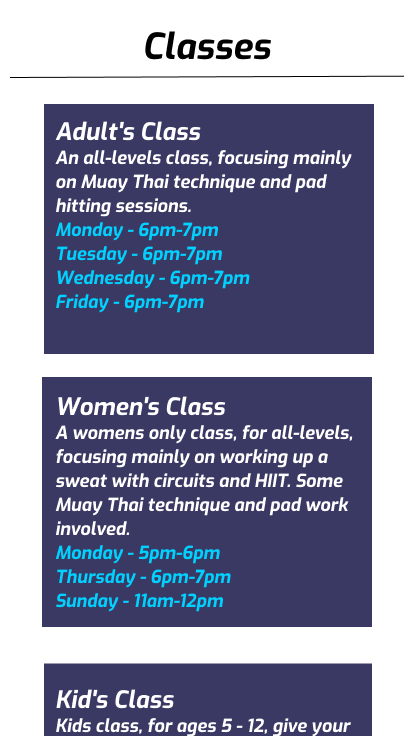 Classes
Adult's Class
An all-levels class, focusing mainly
on Muay Thai technique and pad
hitting sessions.
Monday - 6pm-7pm
Tuesday - 6pm-7pm
Wednesday - 6pm-7pm
Friday - 6pm-7pm
Women's Class
A womens only class, for all-levels,
focusing mainly on working up a
sweat with circuits and HIIT. Some
Muay Thai technique and pad work
involved.
Monday - 5pm-6pm
Thursday - 6pm-7pm
Sunday - 11am-12pm
Kid's Class
Kids class, for ages 5 - 12, give your